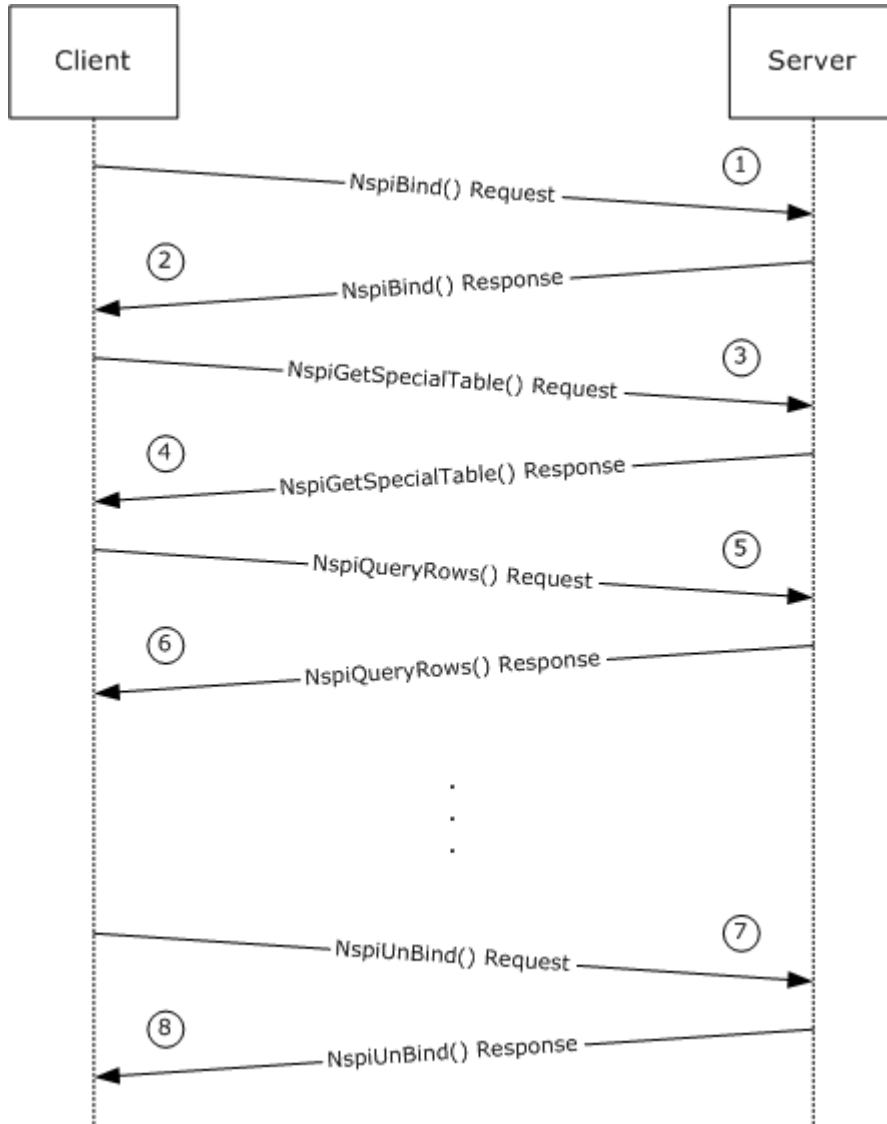 Client
Server
1
NspiBind() Request
2
NspiBind() Response
3
NspiGetSpecialTable() Request
4
NspiGetSpecialTable() Response
5
NspiQueryRows() Request
6
NspiQueryRows() Response
.
.
.
7
NspiUnBind() Request
8
NspiUnBind() Response